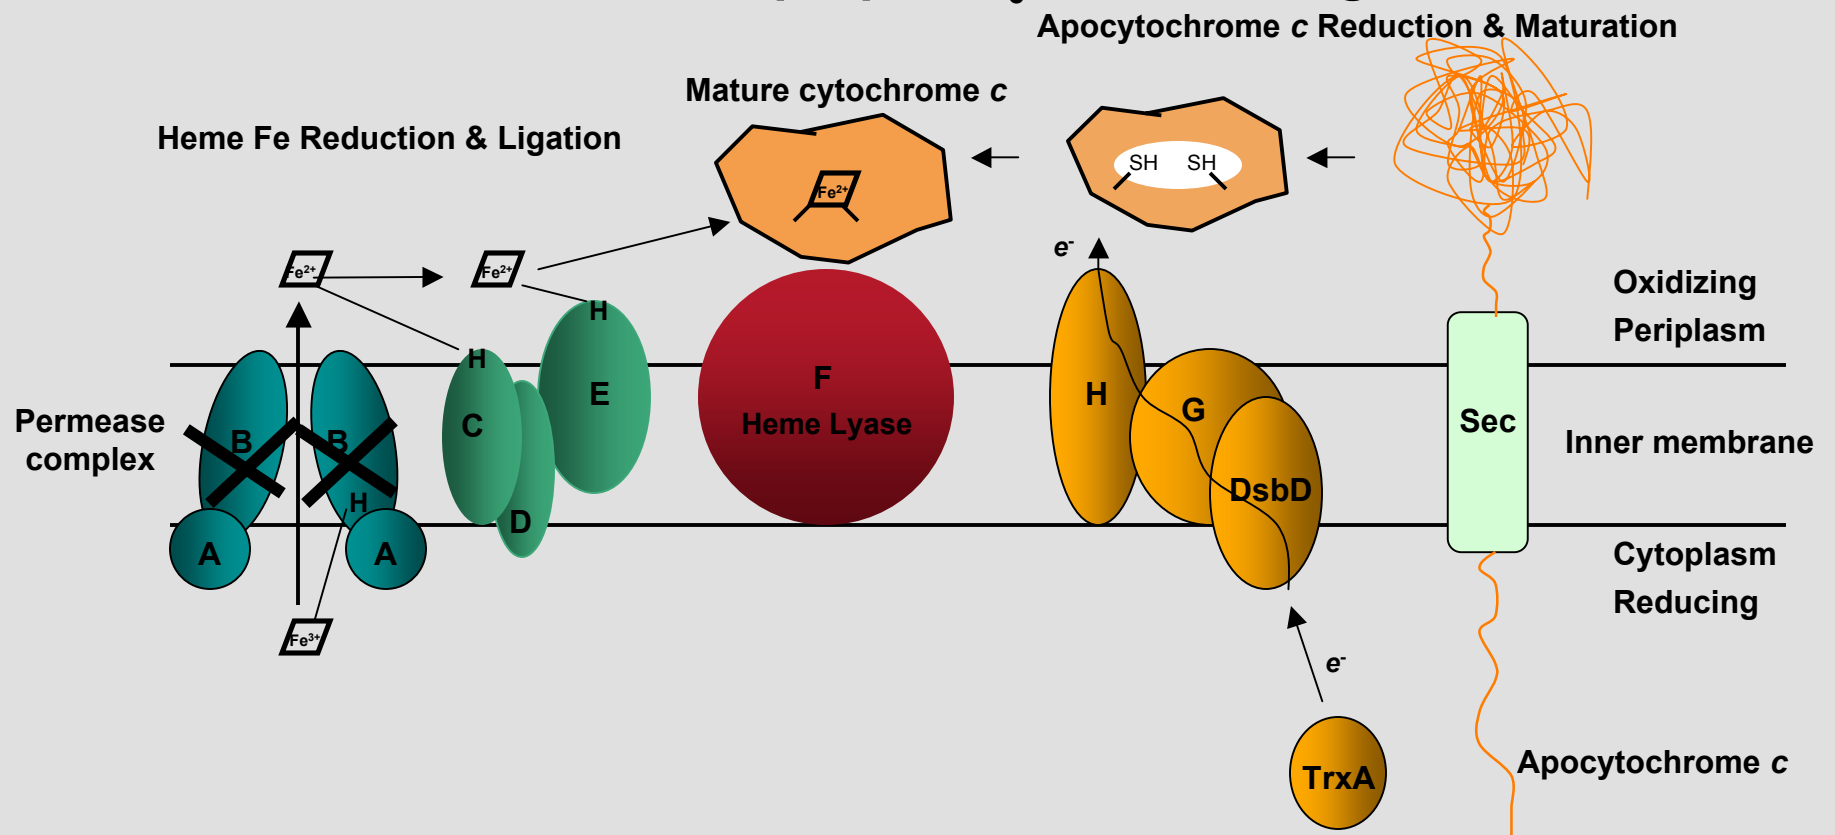 Apocytochrome c Reduction & Maturation
Mature cytochrome c
Heme Fe Reduction & Ligation
SH SH
Fe2+
Fe2+
Fe2+
e-
H
H
Oxidizing
Periplasm
Permease
complex
B
B
H
A
A
C
D
E
F
Heme Lyase
H
G
DsbD
Sec
Inner membrane
Cytoplasm
Reducing
Fe3+
e-
TrxA
Apocytochrome c